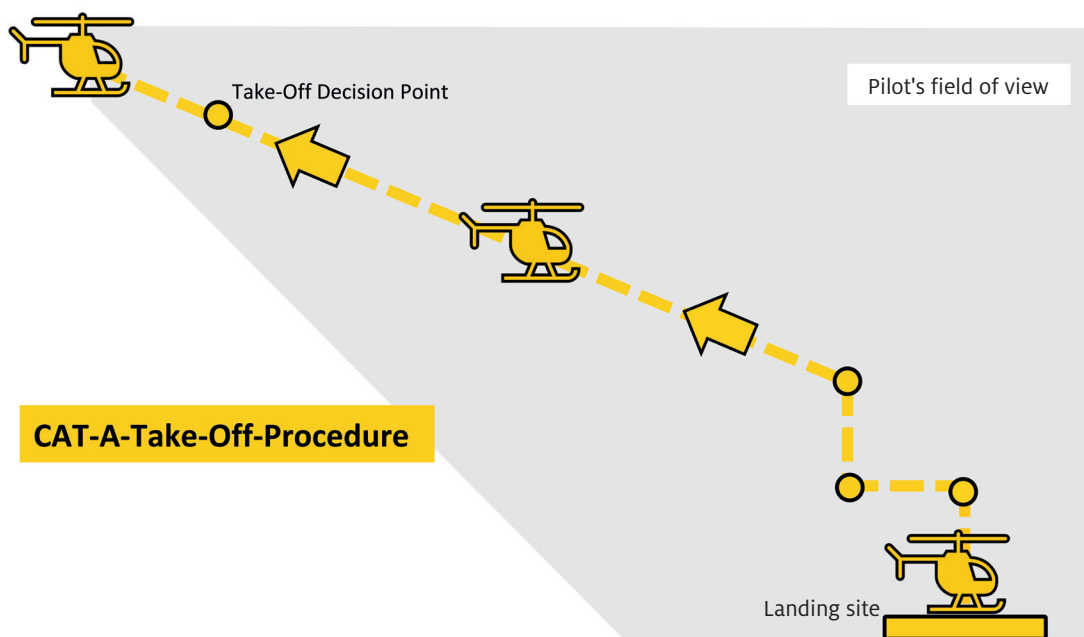 Take-Off Decision Point
Pilot's field of view
CAT-A-Take-Off-Procedure
Landing site